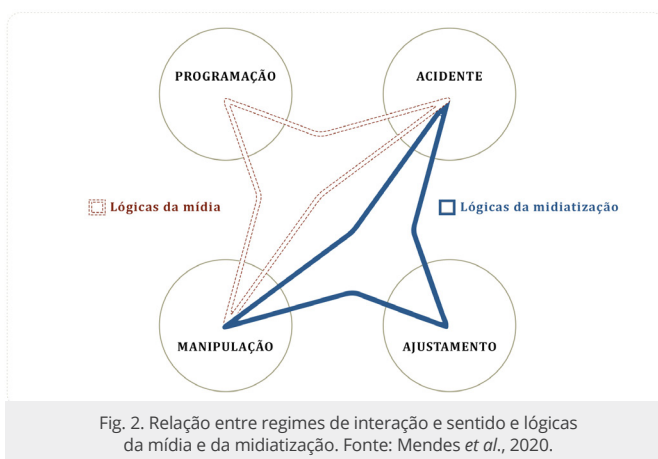 PROGRAMAÇÃO
ACIDENTE
Lógicas da mídia
Lógicas da midiatização
MANIPULAÇÃO
AJUSTAMENTO
Fig. 2. Relação entre regimes de interação e sentido e lógicas
da mídia e da midiatização. Fonte: Mendes et al., 2020.